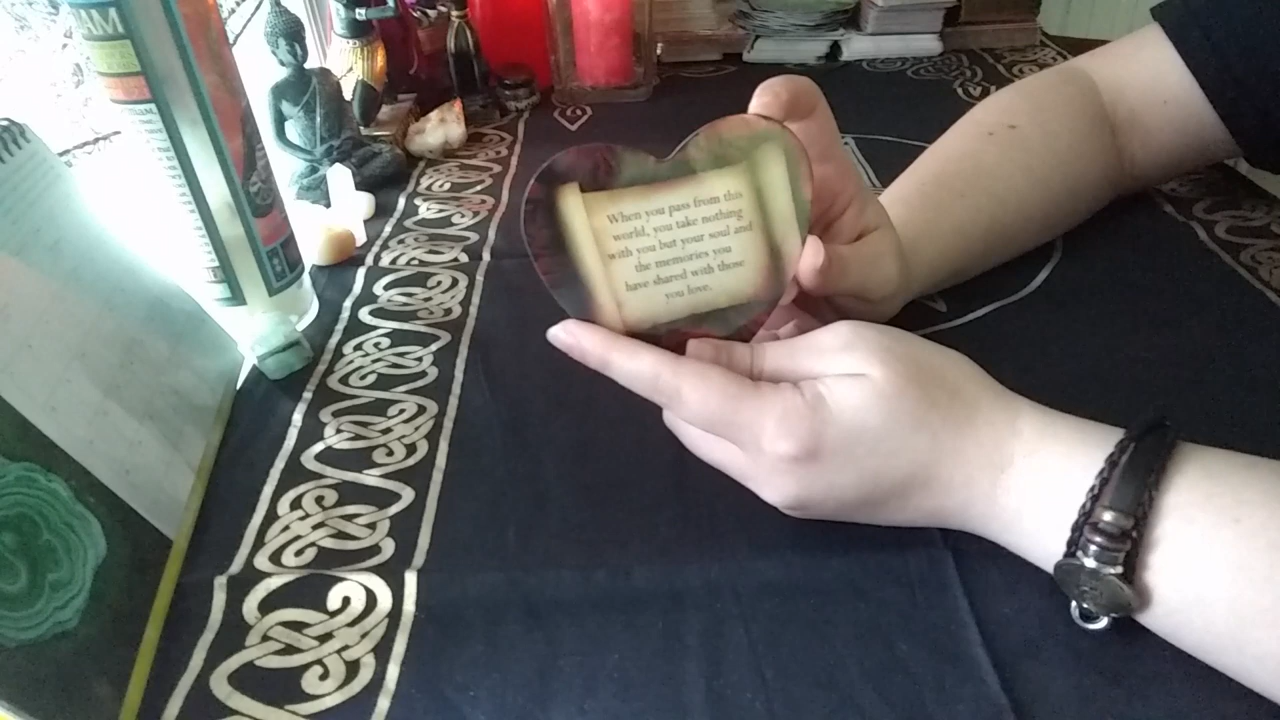 AM
When you pass from this
world, you take nothing
with you but your soul and
the memories you
have shared with those
you love.